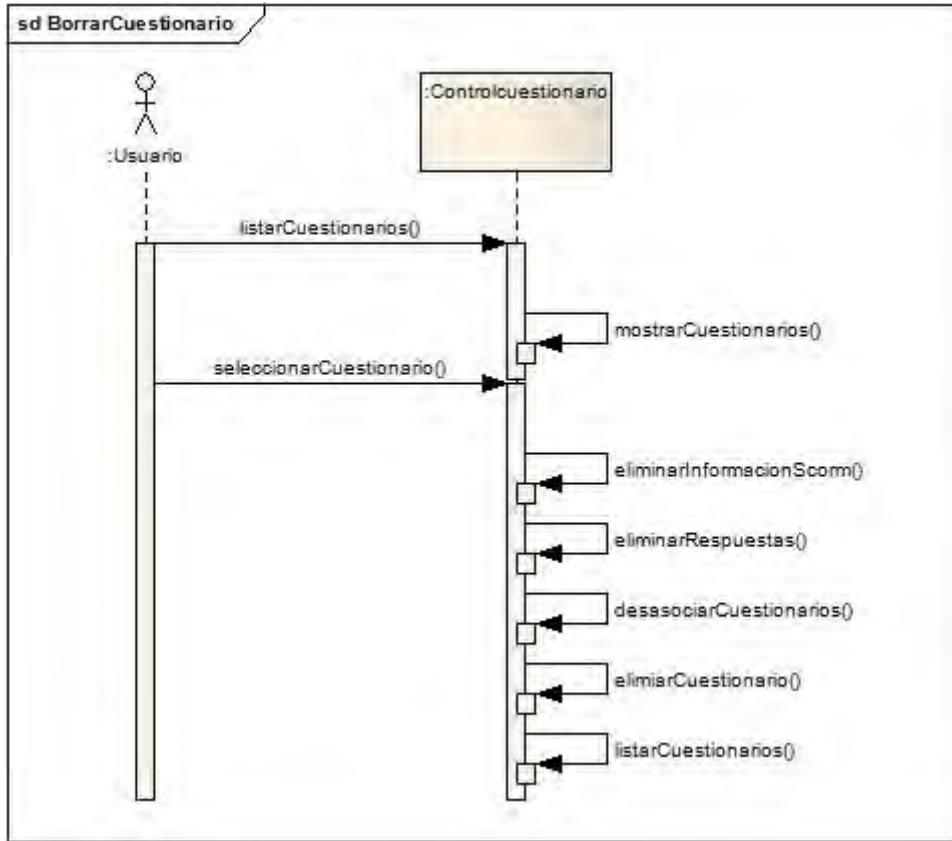 sd BorrarCuestionario
:Usuario
:Controlcuestionario
listarCuestionarios()
mostrarCuestionarios()
seleccionarCuestionario()
eliminarInformacionScorm()
eliminarRespuestas()
desasociarCuestionarios()
elimiarCuestionario()
listarCuestionarios()